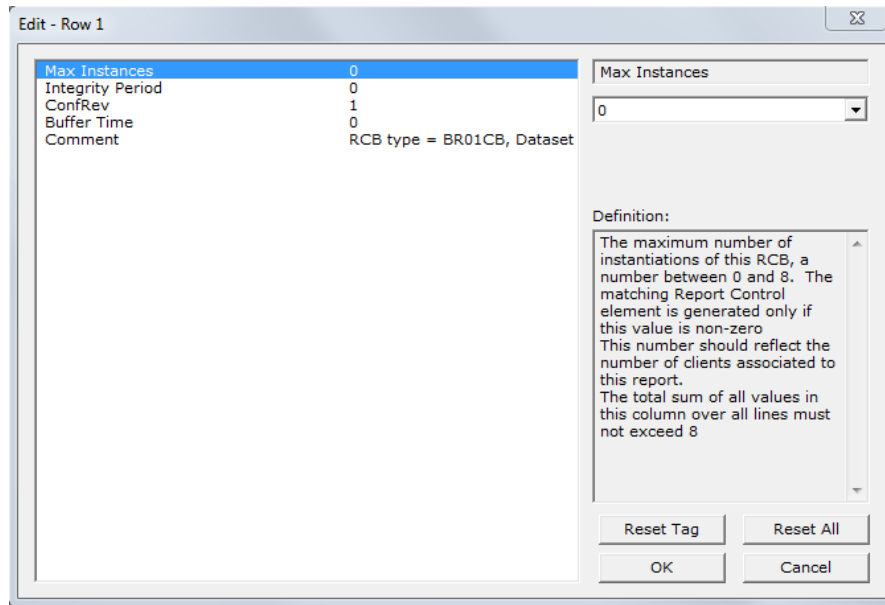 Edit - Row 1
Max Instances 0
Integrity Period 0
ConfRev 1
Buffer Time 0
Comment RCB type = BR01CB, Dataset
Max Instances
0
Definition:
The maximum number of
instantiations of this RCB, a
number between 0 and 8. The
matching Report Control
element is generated only if
this value is non-zero
This number should reflect the
number of clients associated to
this report.
The total sum of all values in
this column over all lines must
not exceed 8
Reset Tag Reset All
OK Cancel